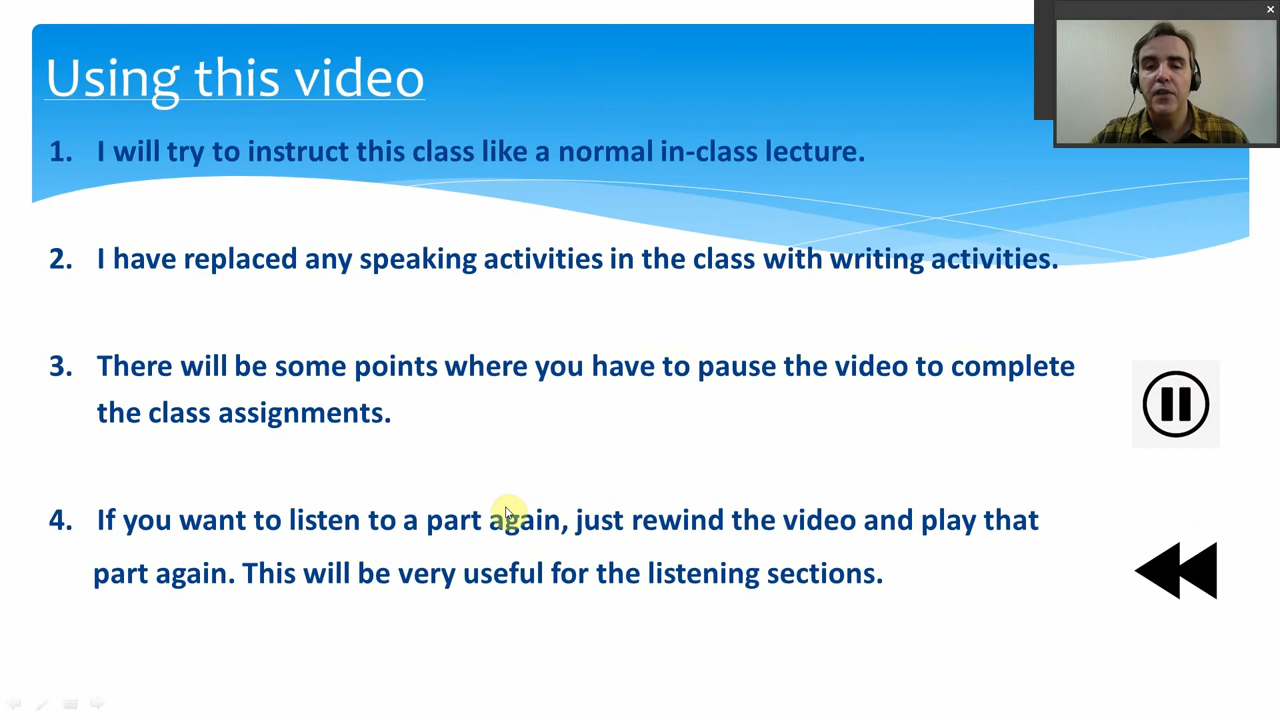 Using this video
1. I will try to instruct this class like a normal in-class lecture.
2. I have replaced any speaking activities in the class with writing activities.
3. There will be some points where you have to pause the video to complete
the class assignments.
4. If you want to listen to a part again, just rewind the video and play that
part again. This will be very useful for the listening sections.